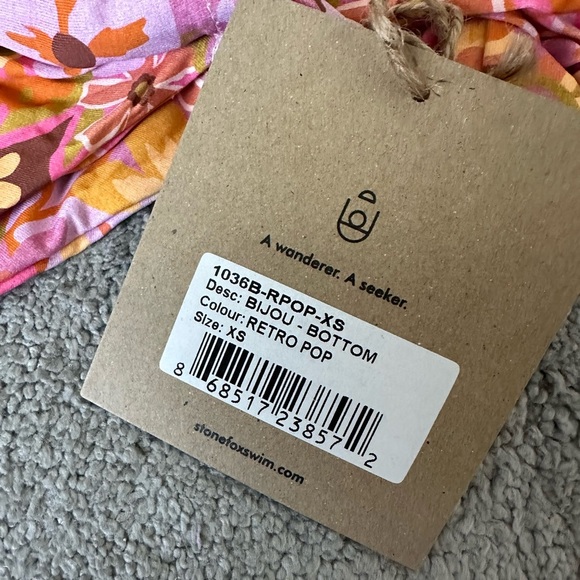 A wanderer. A seeker.
1036B-RPOP-XS
Desc: BIJOU - BOTTOM
Colour: RETRO POP
Size: XS
8 68517 23857 2
stonefoxswim.com